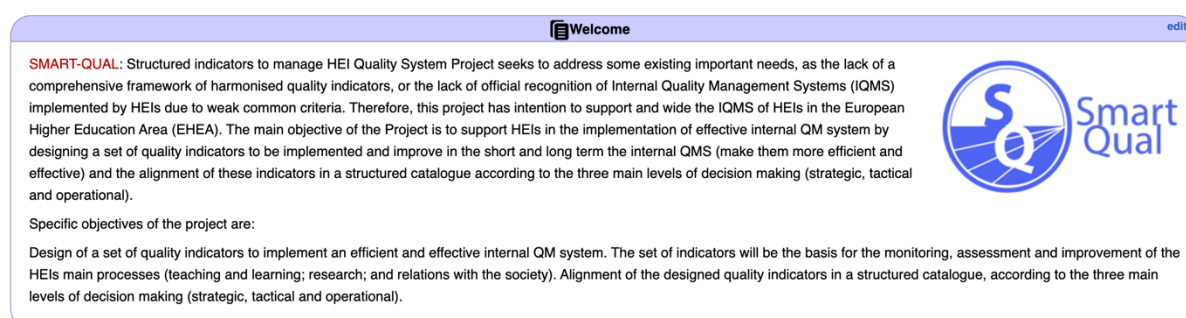 Welcome
edit
SMART-QUAL: Structured indicators to manage HEI Quality System Project seeks to address some existing important needs, as the lack of a
comprehensive framework of harmonised quality indicators, or the lack of official recognition of Internal Quality Management Systems (IQMS)
implemented by HEIs due to weak common criteria. Therefore, this project has intention to support and wide the IQMS of HEIs in the European
Higher Education Area (EHEA). The main objective of the Project is to support HEIs in the implementation of effective internal QM system by
designing a set of quality indicators to be implemented and improve in the short and long term the internal QMS (make them more efficient and
effective) and the alignment of these indicators in a structured catalogue according to the three main levels of decision making (strategic, tactical
and operational).
S
Q
Smart
Qual
Specific objectives of the project are:
Design of a set of quality indicators to implement an efficient and effective internal QM system. The set of indicators will be the basis for the monitoring, assessment and improvement of the
HEIs main processes (teaching and learning; research; and relations with the society). Alignment of the designed quality indicators in a structured catalogue, according to the three main
levels of decision making (strategic, tactical and operational).